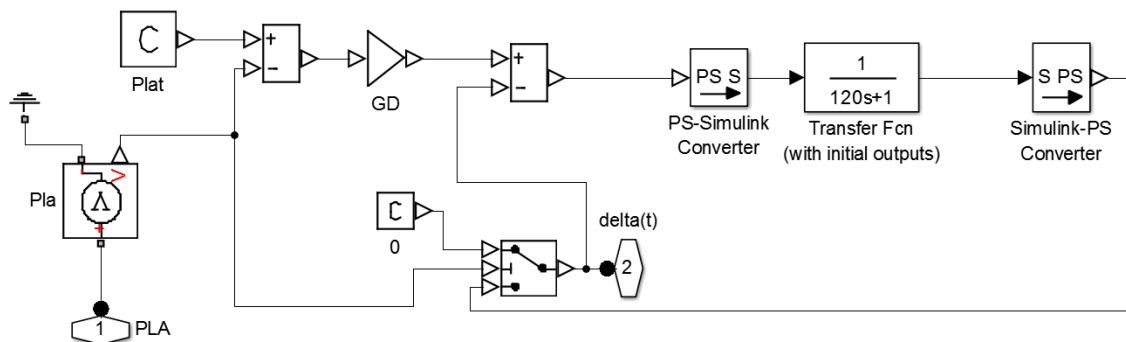 C
Plat
+
−
GD
+
−
PS S
PS-Simulink
Converter
1
120s+1
Transfer Fcn
(with initial outputs)
S PS
Simulink-PS
Converter
Pla
V
-
+
C
0
delta(t)
2
1
PLA